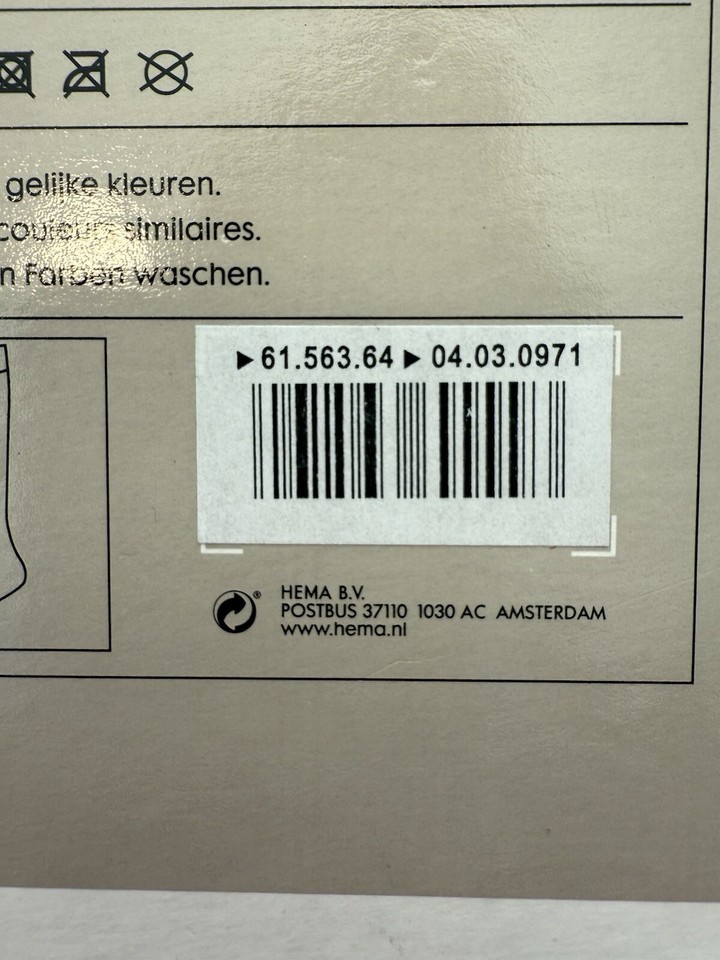 gelijke kleuren.
couleurs similaires.
n Farben waschen.
▶61.563.64▶ 04.03.0971
HEMA B.V.
POSTBUS 37110 1030 AC AMSTERDAM
www.hema.nl